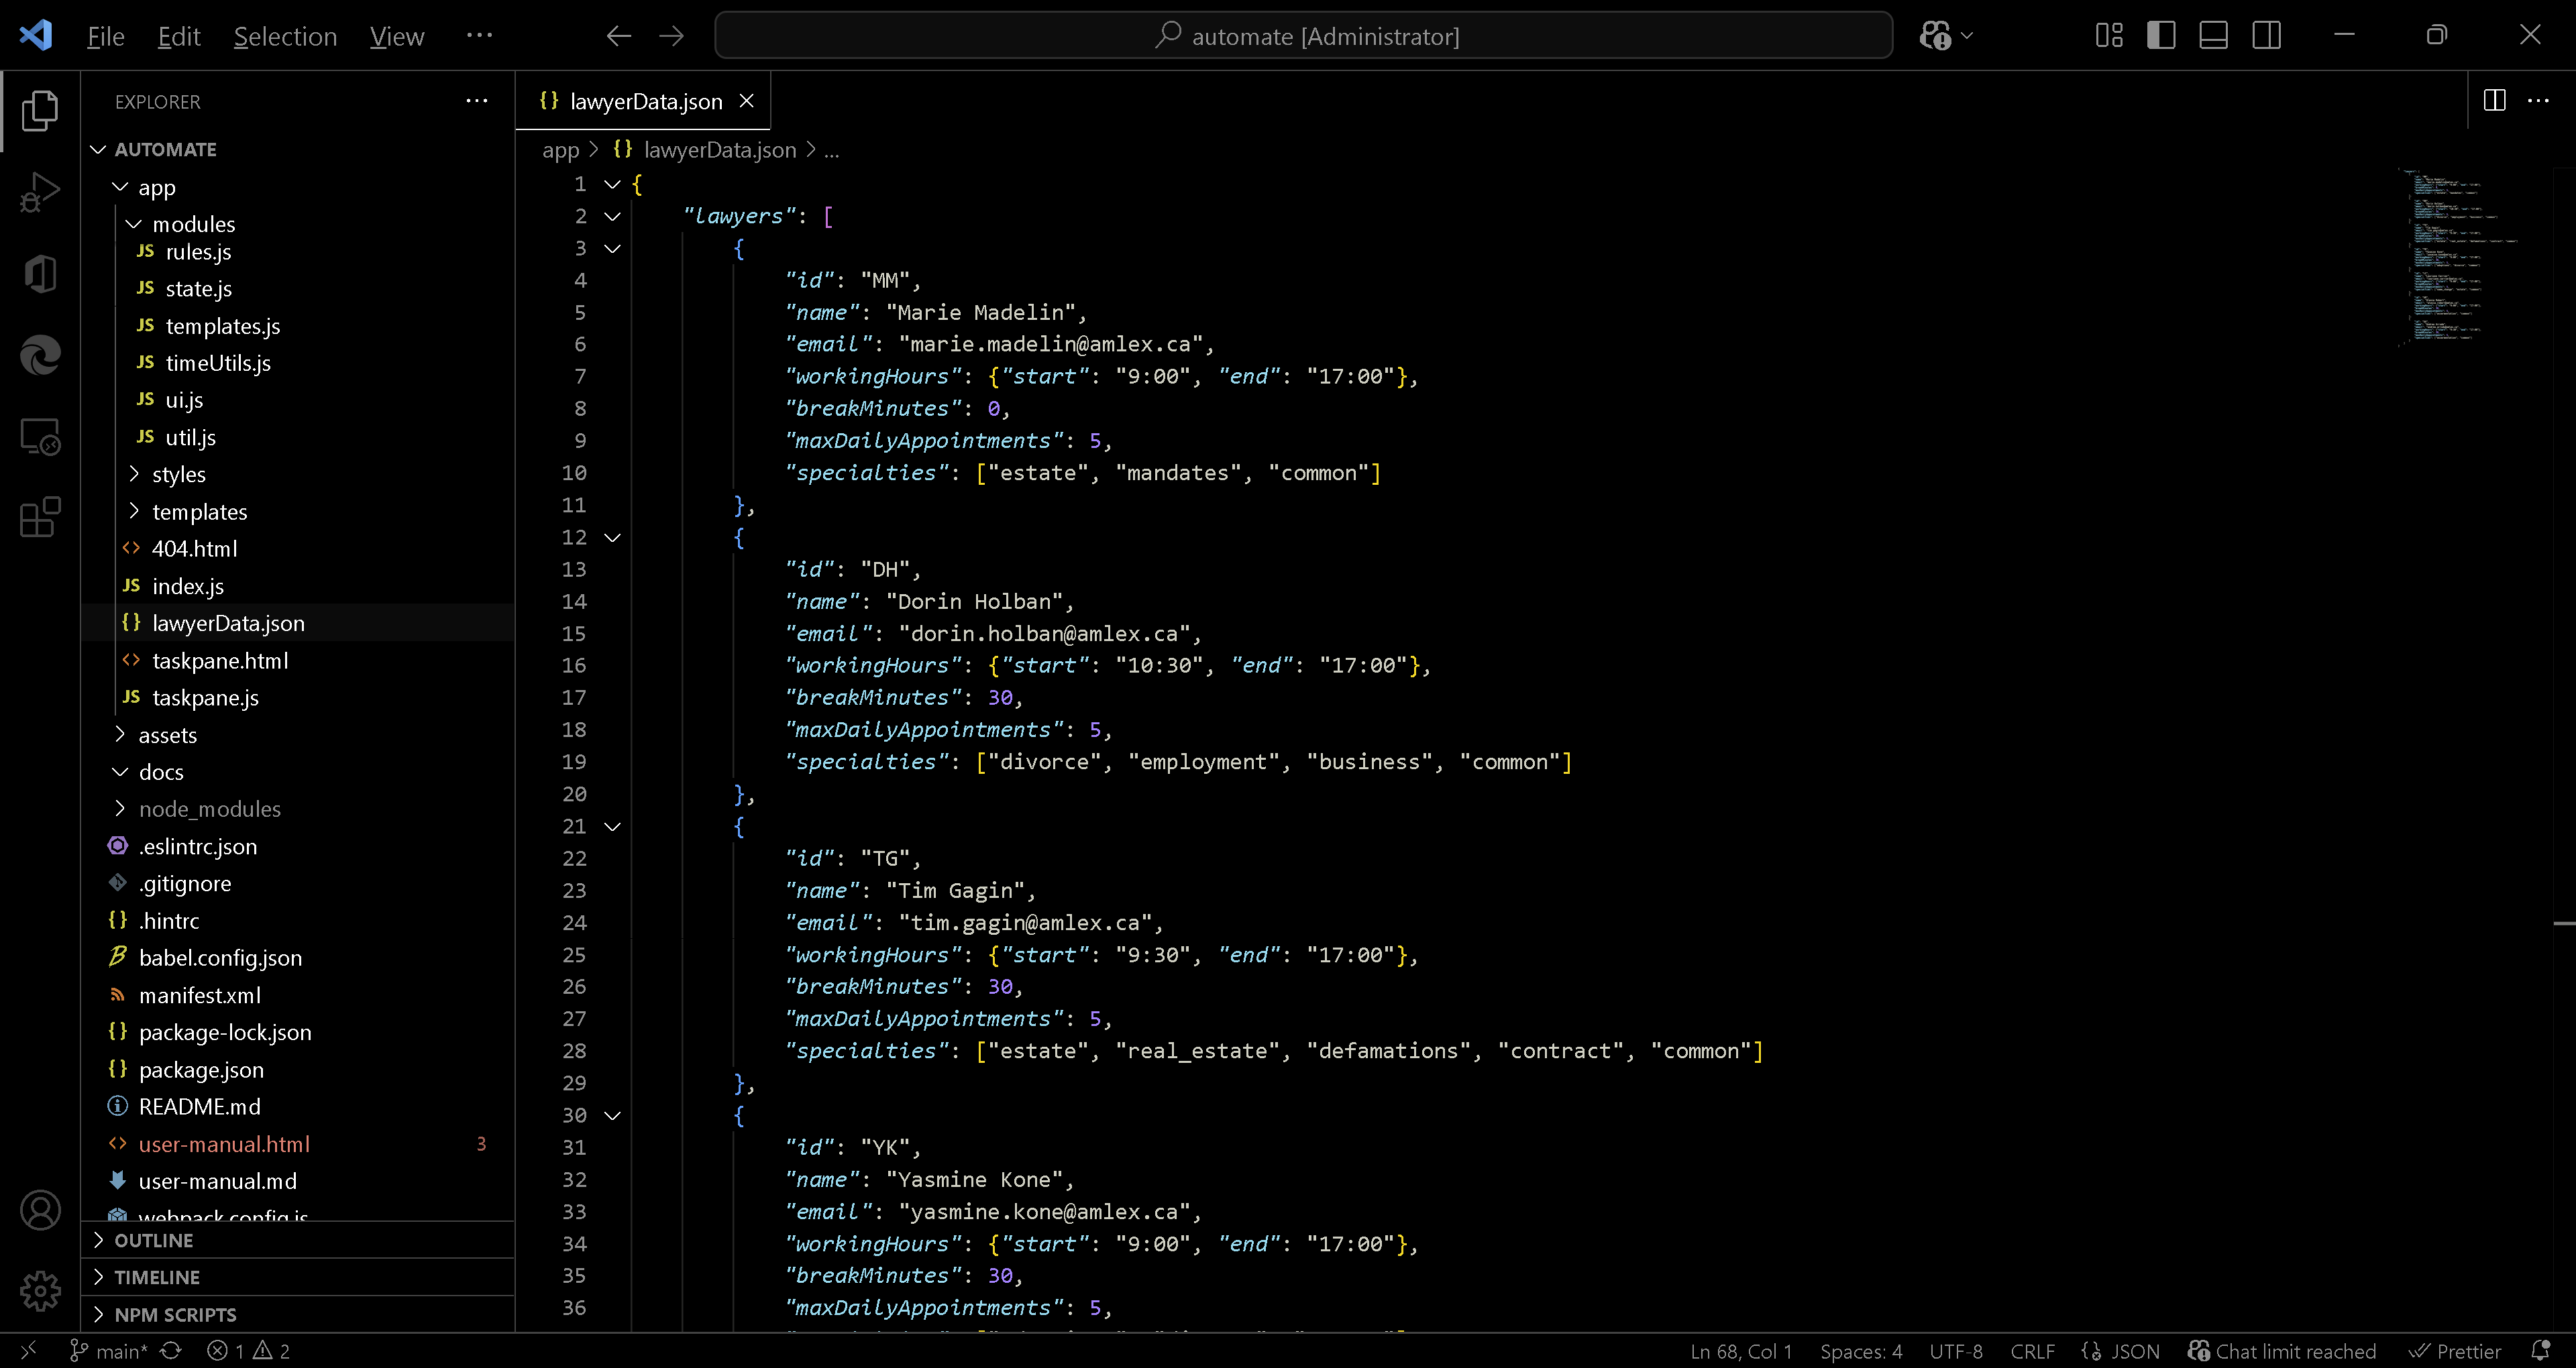 File Edit Selection View ··· automate [Administrator]
EXPLORER ···
AUTOMATE
app
modules
JS rules.js
JS state.js
JS templates.js
JS timeUtils.js
JS ui.js
JS util.js
styles
templates
404.html
JS index.js
{} lawyerData.json
taskpane.html
JS taskpane.js
assets
docs
node_modules
.eslintrc.json
.gitignore
{} .hintrc
babel.config.json
manifest.xml
{} package-lock.json
{} package.json
README.md
user-manual.html 3
user-manual.md
webpack.config.js
OUTLINE
TIMELINE
NPM SCRIPTS
{} lawyerData.json
app > {} lawyerData.json > ...
1 {
2 "lawyers": [
3 {
4 "id": "MM",
5 "name": "Marie Madelin",
6 "email": "marie.madelin@amlex.ca",
7 "workingHours": {"start": "9:00", "end": "17:00"},
8 "breakMinutes": 0,
9 "maxDailyAppointments": 5,
10 "specialties": ["estate", "mandates", "common"]
11 },
12 {
13 "id": "DH",
14 "name": "Dorin Holban",
15 "email": "dorin.holban@amlex.ca",
16 "workingHours": {"start": "10:30", "end": "17:00"},
17 "breakMinutes": 30,
18 "maxDailyAppointments": 5,
19 "specialties": ["divorce", "employment", "business", "common"]
20 },
21 {
22 "id": "TG",
23 "name": "Tim Gagin",
24 "email": "tim.gagin@amlex.ca",
25 "workingHours": {"start": "9:30", "end": "17:00"},
26 "breakMinutes": 30,
27 "maxDailyAppointments": 5,
28 "specialties": ["estate", "real_estate", "defamations", "contract", "common"]
29 },
30 {
31 "id": "YK",
32 "name": "Yasmine Kone",
33 "email": "yasmine.kone@amlex.ca",
34 "workingHours": {"start": "9:00", "end": "17:00"},
35 "breakMinutes": 30,
36 "maxDailyAppointments": 5,
main* 1 2 Ln 68, Col 1 Spaces: 4 UTF-8 CRLF {} JSON Chat limit reached Prettier